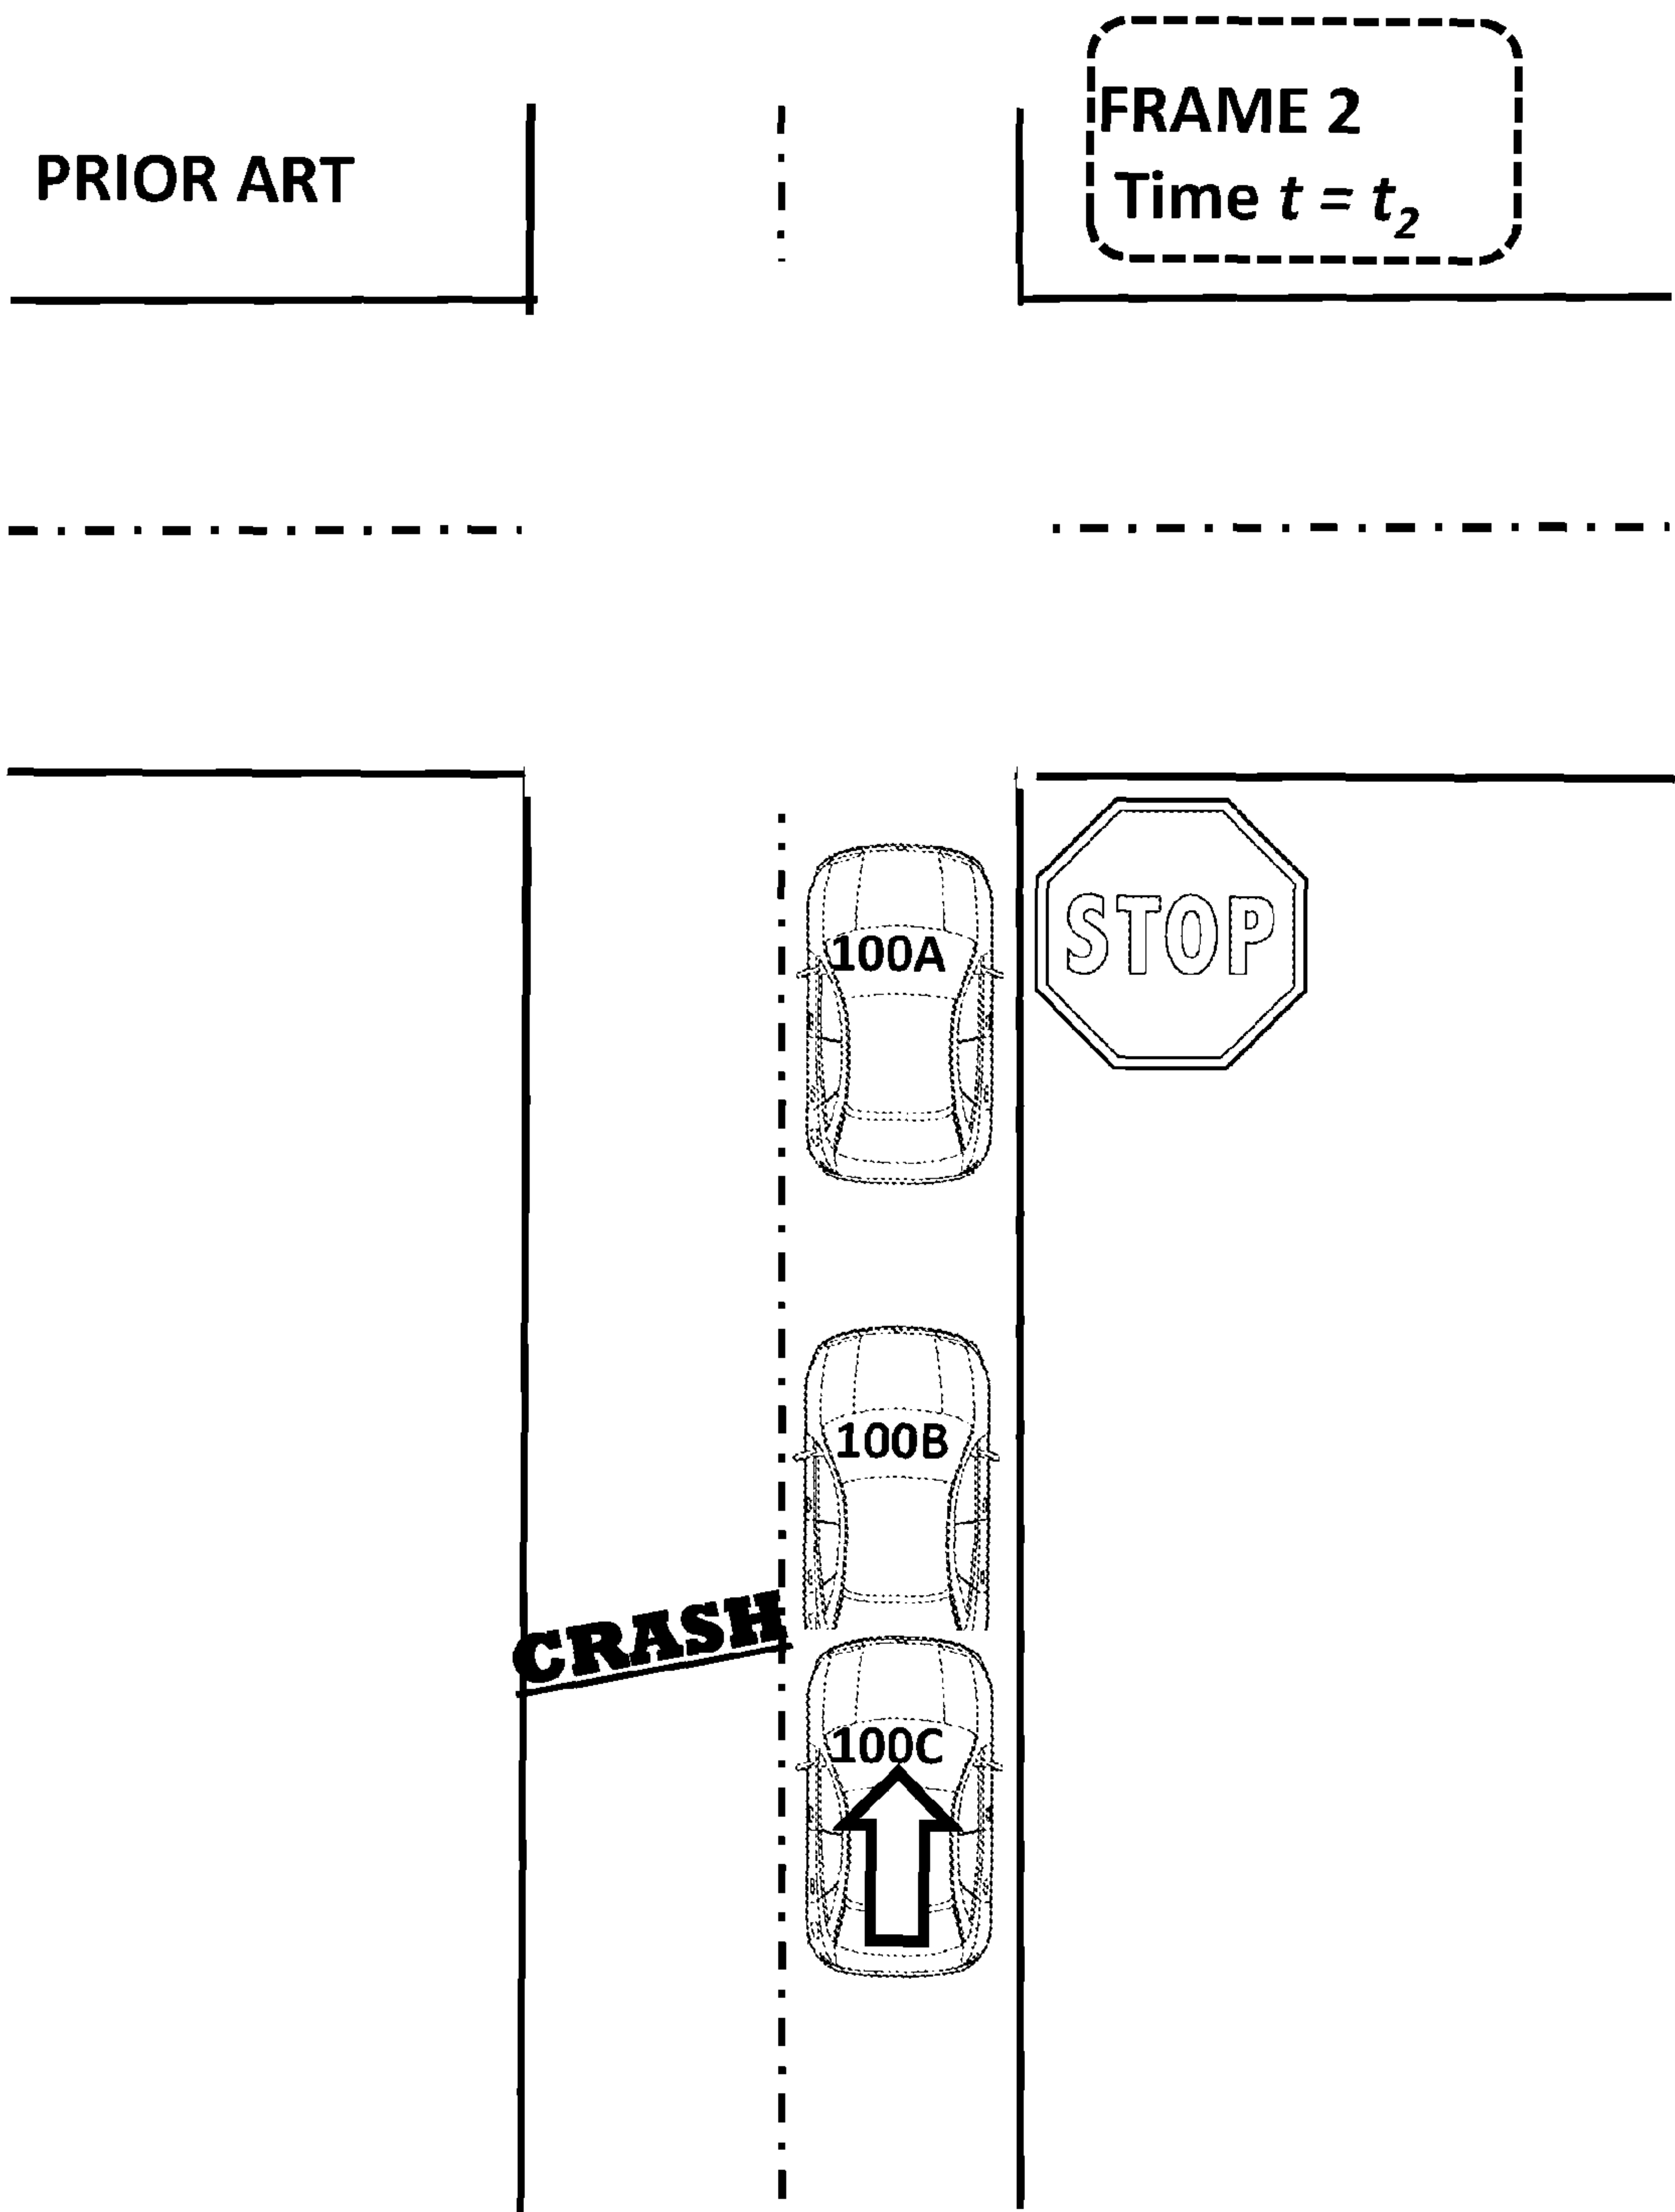 PRIOR ART
FRAME 2
Time t = t₂
100A
STOP
100B
CRASH
100C